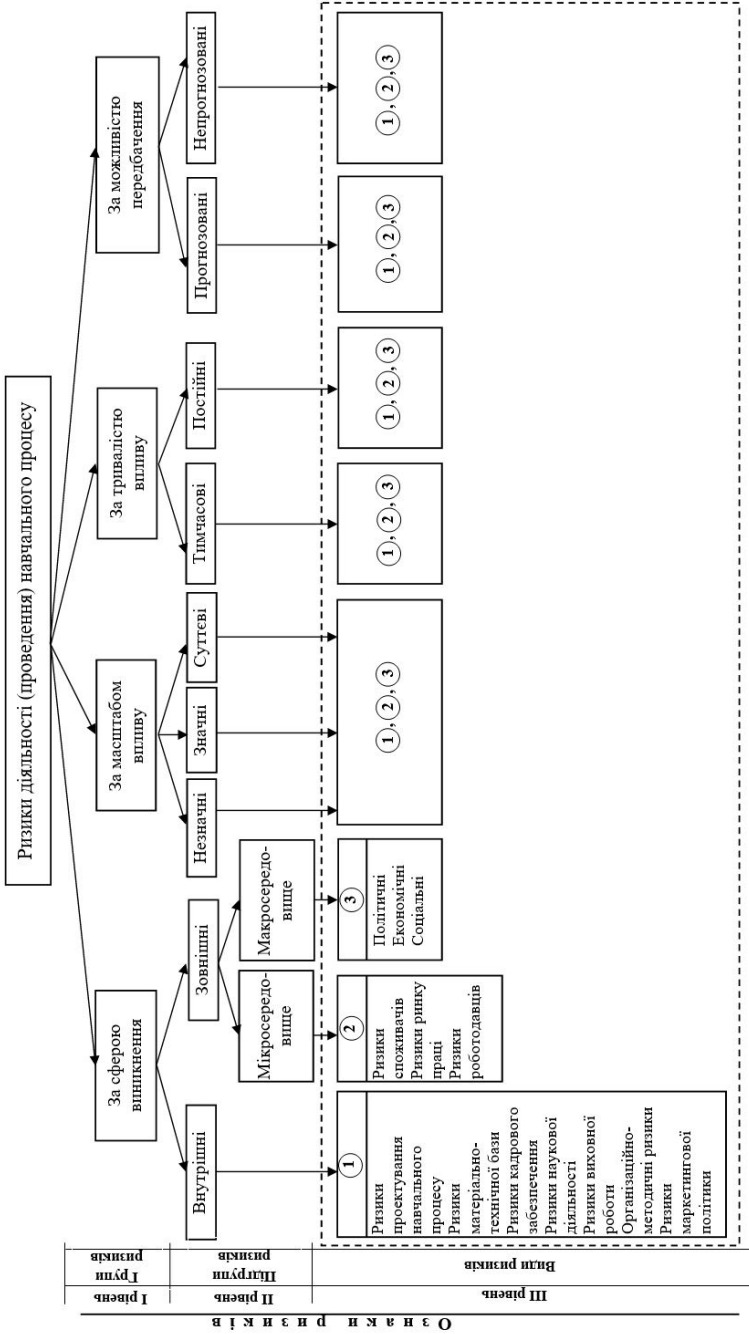 Ризики діяльності (проведення) навчального процесу
За сферою
виникнення
За масштабом
впливу
За тривалістю
впливу
За можливістю
передбачення
Внутрішні
Зовнішні
Незначні
Значні
Суттєві
Тимчасові
Постійні
Прогнозовані
Непрогнозовані
Мікросередо-
вище
Макросередо-
вище
1
Ризики
проектування
навчального
процесу
Ризики
матеріально-
технічної бази
Ризики кадрового
забезпечення
Ризики наукової
діяльності
Ризики виховної
роботи
Організаційно-
методичні ризики
Ризики
маркетингової
політики
2
Ризики
споживачів
Ризики ринку
праці
Ризики
роботодавців
3
Політичні
Економічні
Соціальні
1, 2, 3
1, 2, 3
1, 2, 3
1, 2, 3
1, 2, 3
Ознаки ризиків
І рівень
Групи
ризиків
ІІ рівень
Підгрупи
ризиків
ІІІ рівень
Види ризиків